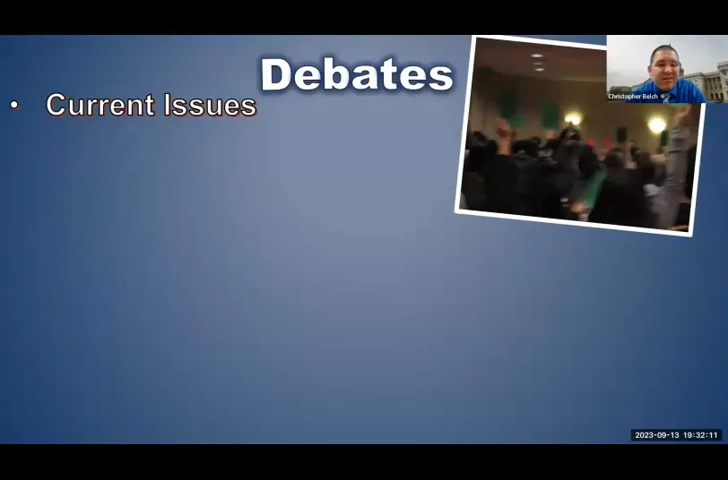 Debates
• Current Issues
Christopher Belch
2023-09-13 19:32:11